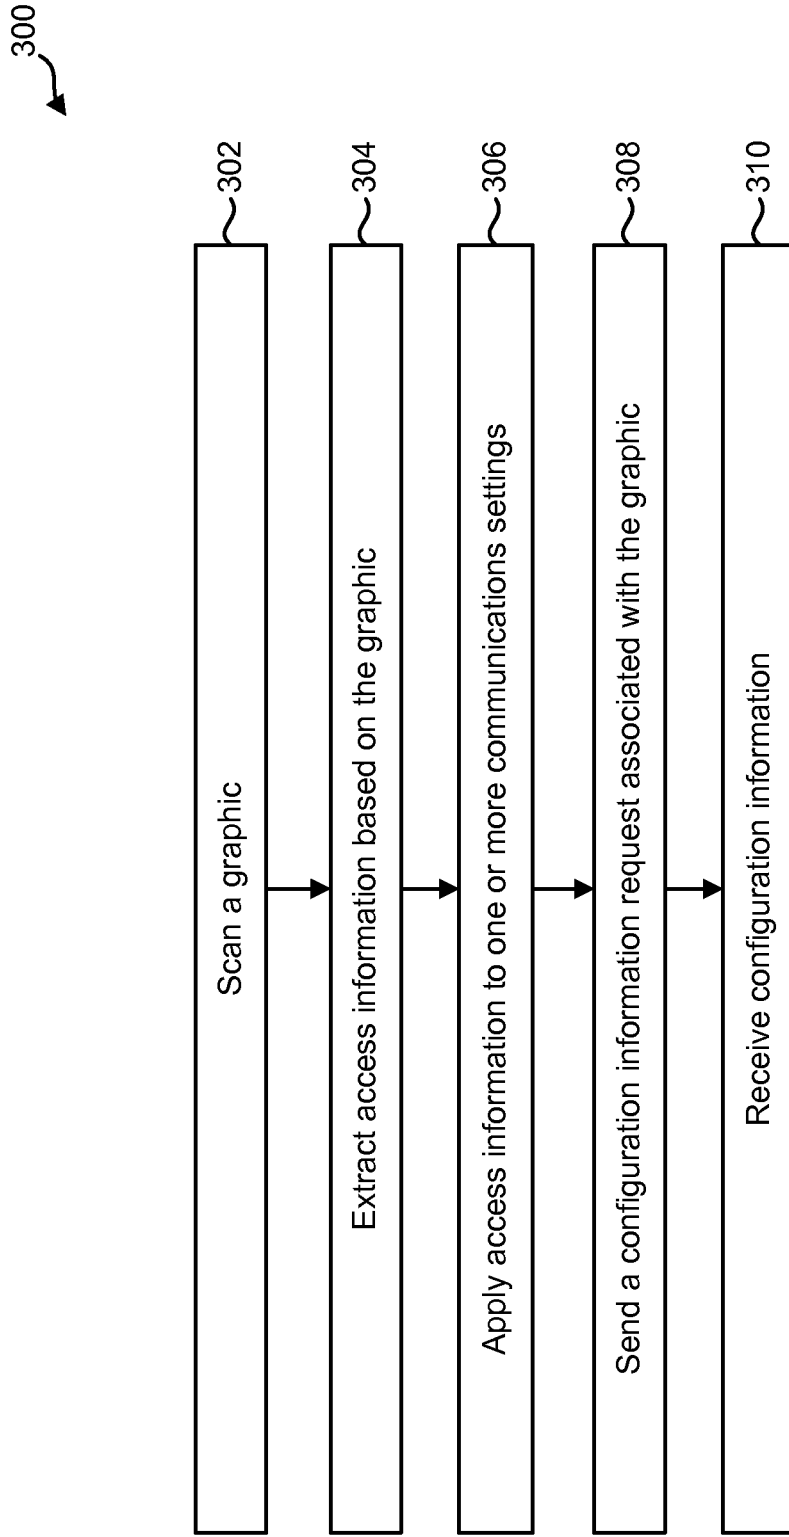 300
Scan a graphic
302
Extract access information based on the graphic
304
Apply access information to one or more communications settings
306
Send a configuration information request associated with the graphic
308
Receive configuration information
310